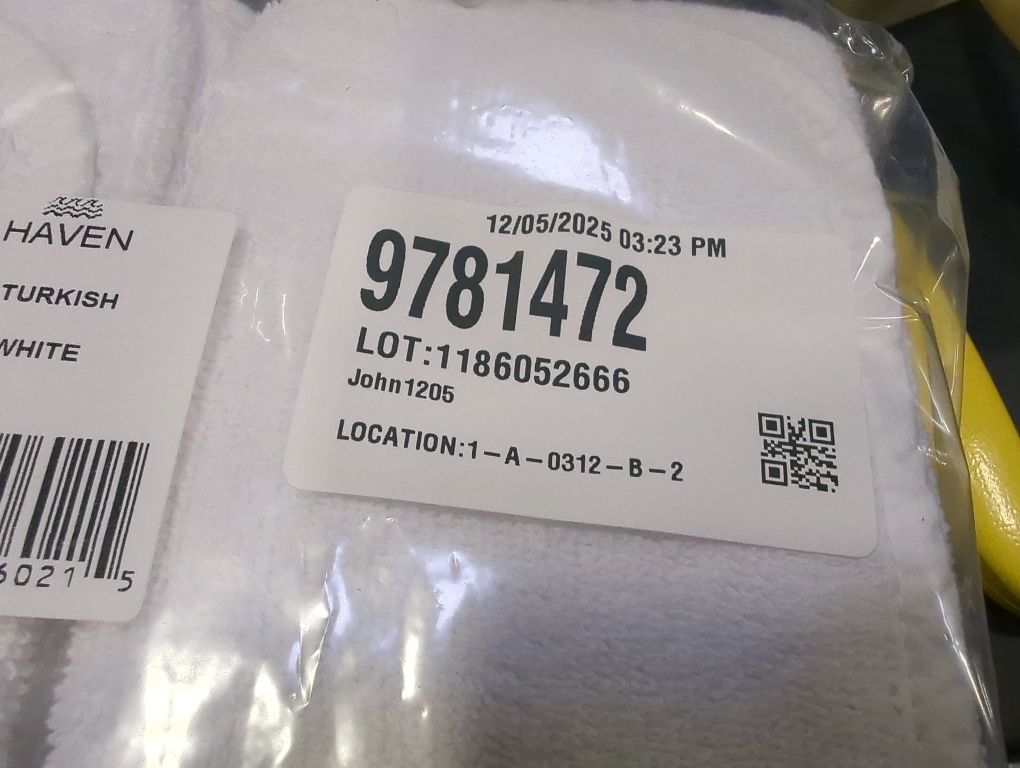 HAVEN
TURKISH
WHITE
6021 5
12/05/2025 03:23 PM
9781472
LOT:1186052666
John1205
LOCATION:1-A-0312-B-2